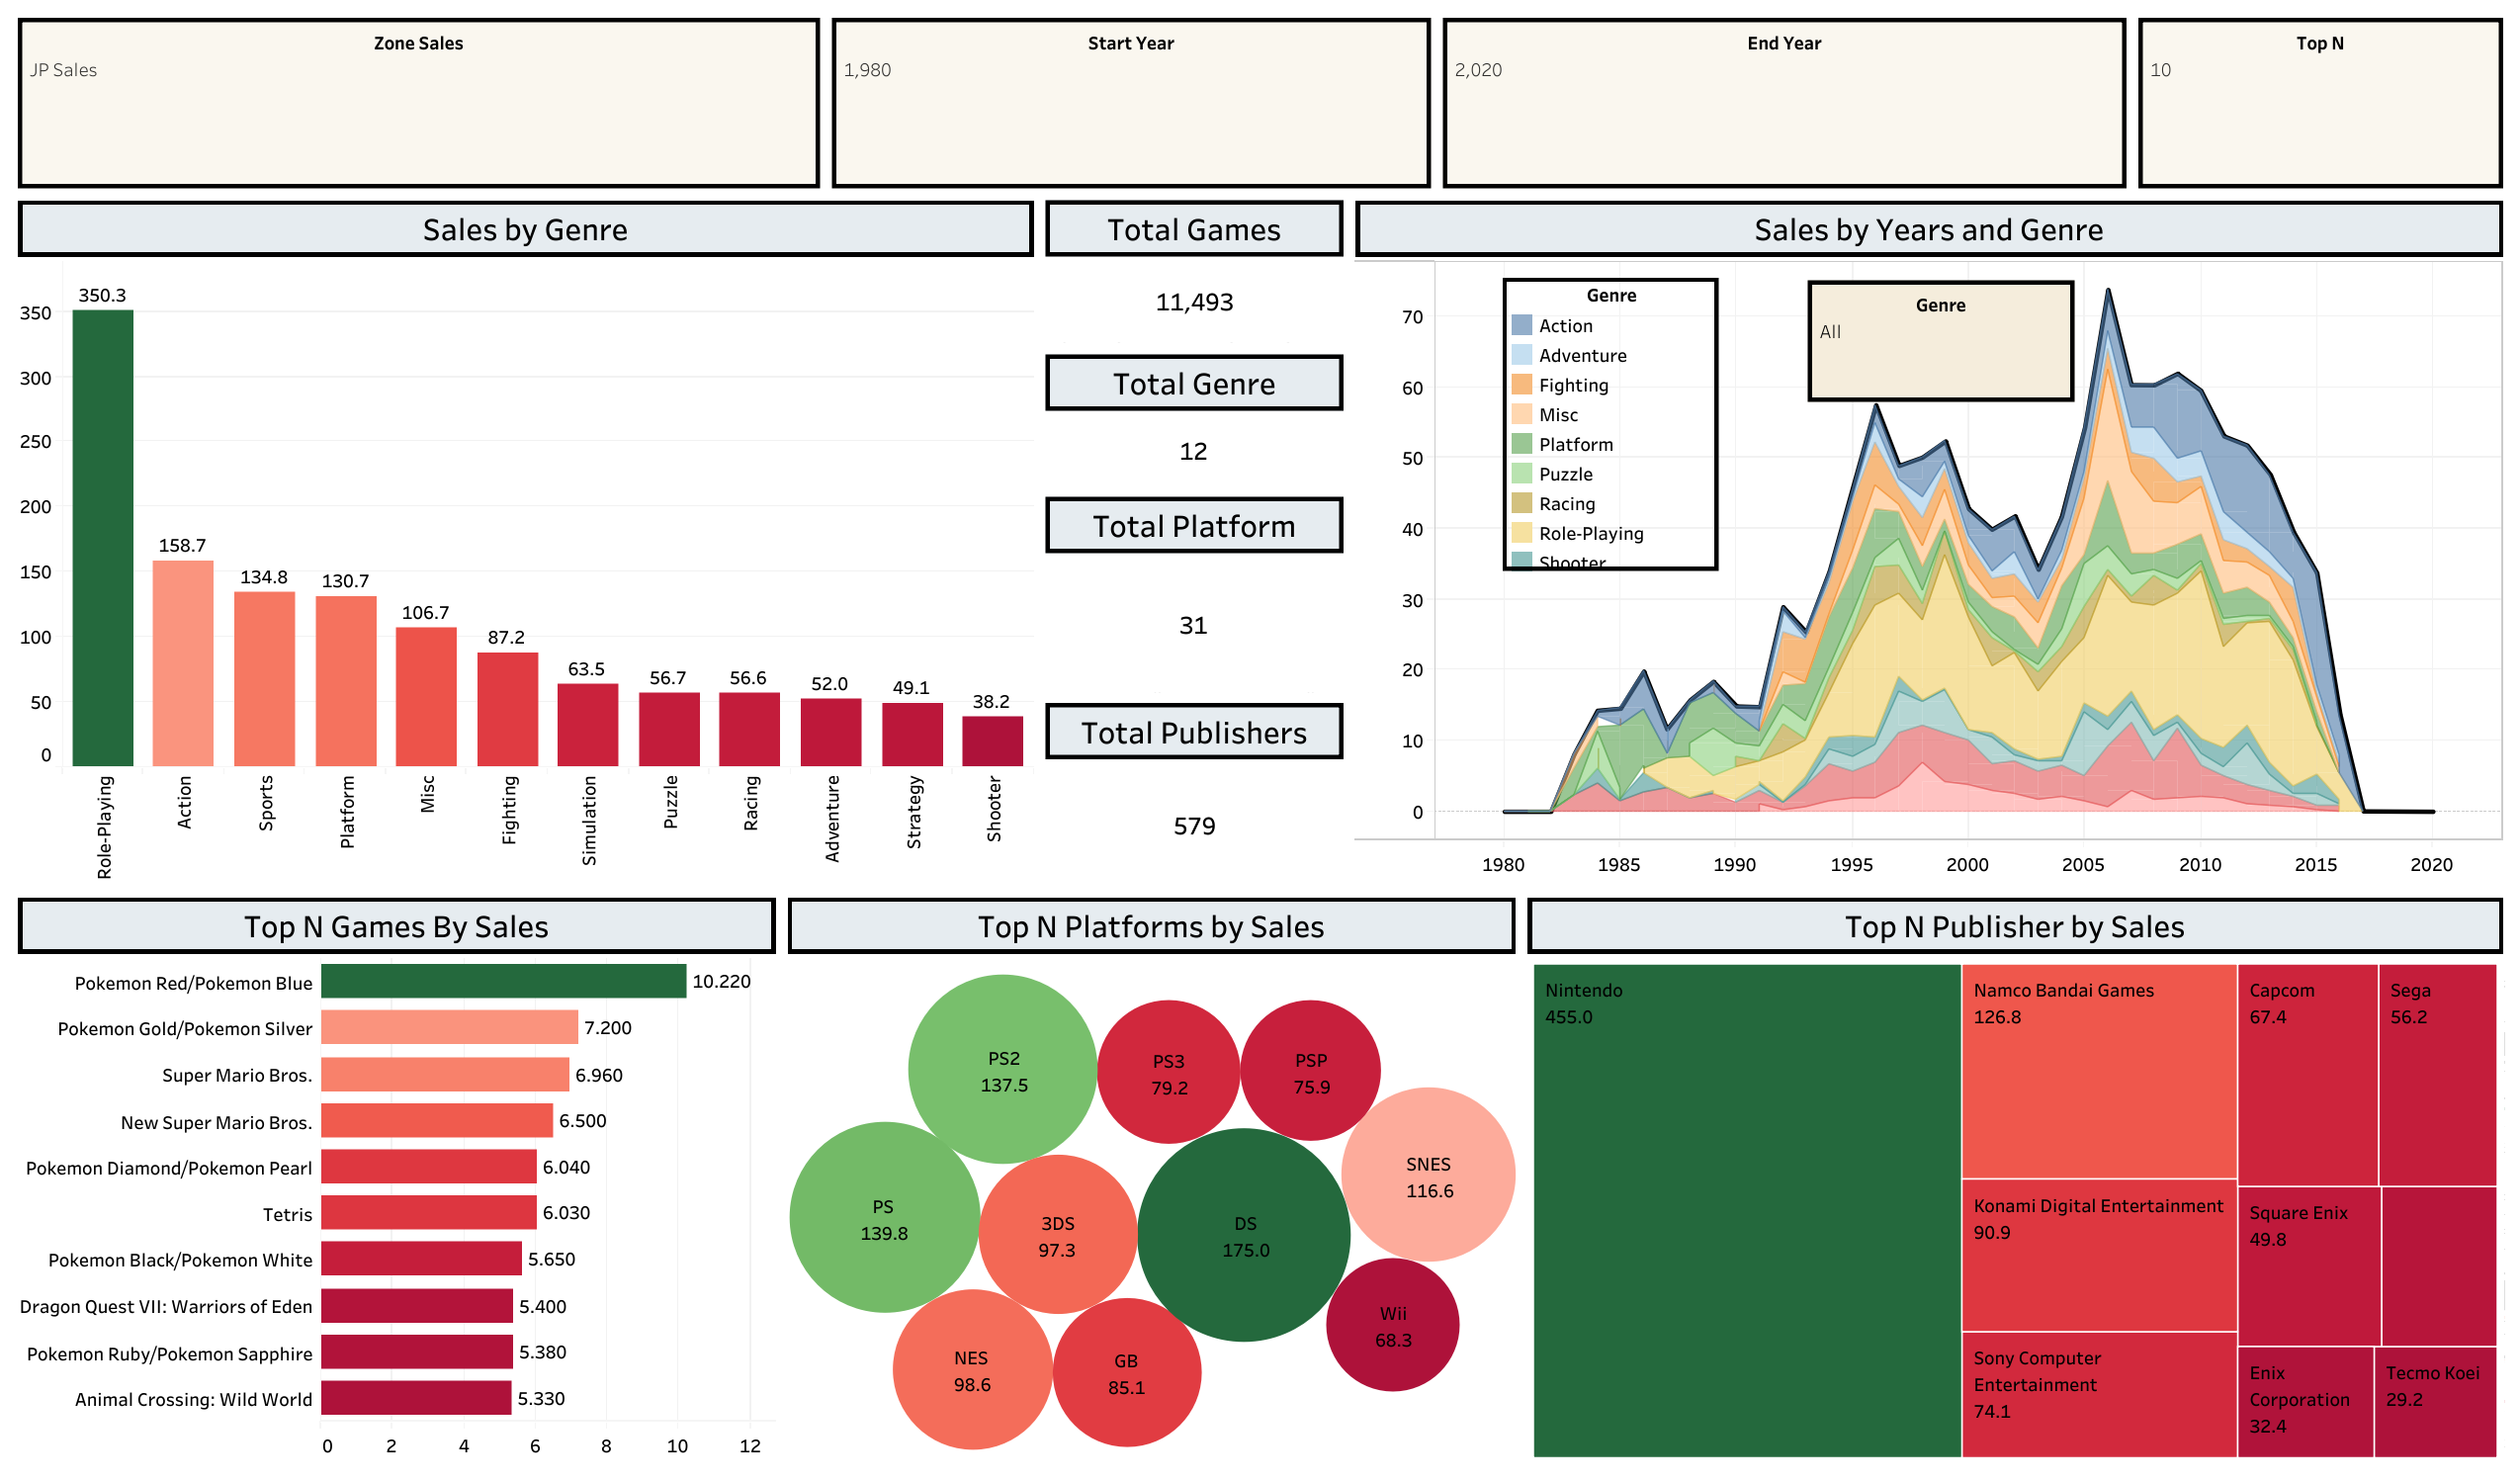 Zone Sales
JP Sales
Start Year
1,980
End Year
2,020
Top N
10
Sales by Genre
350.3
158.7
134.8
130.7
106.7
87.2
63.5
56.7
56.6
52.0
49.1
38.2
350
300
250
200
150
100
50
0
Role-Playing
Action
Sports
Platform
Misc
Fighting
Simulation
Puzzle
Racing
Adventure
Strategy
Shooter
Total Games
11,493
Total Genre
12
Total Platform
31
Total Publishers
579
Sales by Years and Genre
Genre
Action
Adventure
Fighting
Misc
Platform
Puzzle
Racing
Role-Playing
Shooter
Genre
All
70
60
50
40
30
20
10
0
1980
1985
1990
1995
2000
2005
2010
2015
2020
Top N Games By Sales
Pokemon Red/Pokemon Blue
10.220
Pokemon Gold/Pokemon Silver
7.200
Super Mario Bros.
6.960
New Super Mario Bros.
6.500
Pokemon Diamond/Pokemon Pearl
6.040
Tetris
6.030
Pokemon Black/Pokemon White
5.650
Dragon Quest VII: Warriors of Eden
5.400
Pokemon Ruby/Pokemon Sapphire
5.380
Animal Crossing: Wild World
5.330
0
2
4
6
8
10
12
Top N Platforms by Sales
PS2
137.5
PS3
79.2
PSP
75.9
SNES
116.6
PS
139.8
3DS
97.3
DS
175.0
Wii
68.3
NES
98.6
GB
85.1
Top N Publisher by Sales
Nintendo
455.0
Namco Bandai Games
126.8
Konami Digital Entertainment
90.9
Sony Computer
Entertainment
74.1
Capcom
67.4
Sega
56.2
Square Enix
49.8
Enix
Corporation
32.4
Tecmo Koei
29.2